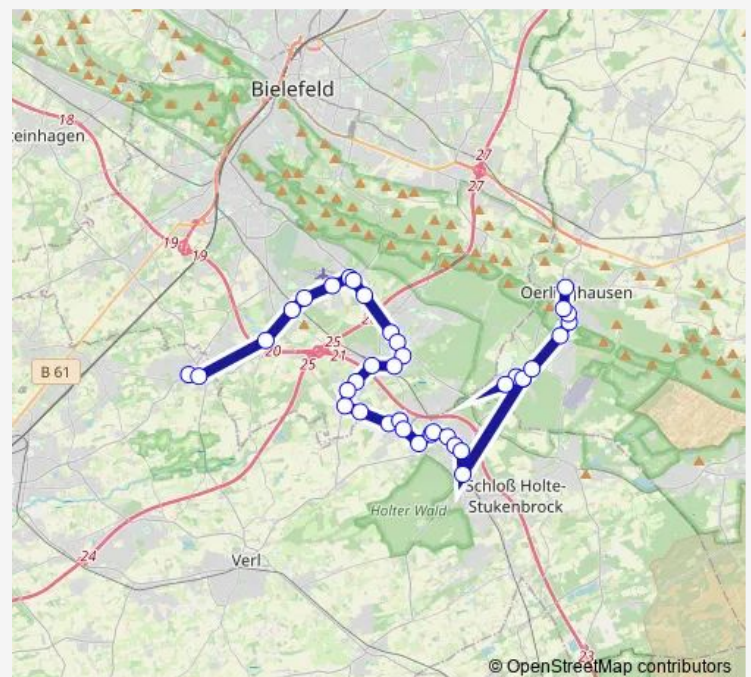 Bielefeld
18
27
27
19
19
20
25
21
25
B 61
Oerlinghausen
Schloß Holte-
Stukenbrock
Holter Wald
24
Verl
23
© OpenStreetMap contributors